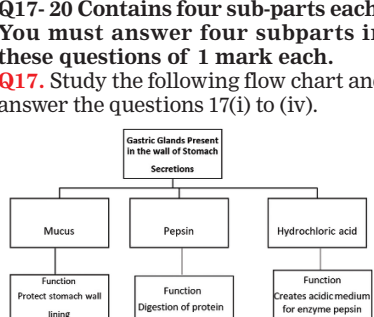 Q17- 20 Contains four sub-parts each
You must answer four subparts i
these questions of 1 mark each.
Q17. Study the following flow chart and
answer the questions 17(i) to (iv).
Gastric Glands Present
in the wall of Stomach
Secretions
Mucus
Pepsin
Hydrochloric acid
Function
Protect stomach wall
lining
Function
Digestion of protein
Function
Creates acidic medium
for enzyme pepsin